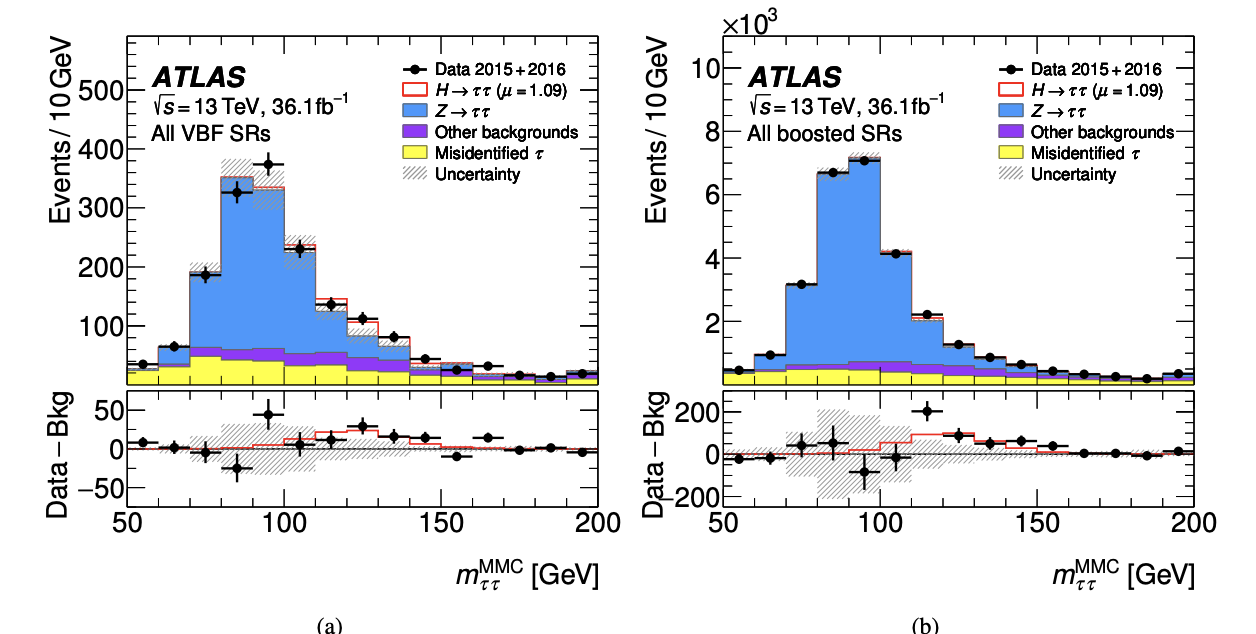 Events / 10 GeV
500
400
300
200
100
ATLAS
√s = 13 TeV, 36.1 fb⁻¹
All VBF SRs
Data 2015 + 2016
H → ττ (μ = 1.09)
Z → ττ
Other backgrounds
Misidentified τ
Uncertainty
Data − Bkg
50
0
−50
50
100
150
200
m_ττ^MMC [GeV]
(a)
×10³
Events / 10 GeV
10
8
6
4
2
ATLAS
√s = 13 TeV, 36.1 fb⁻¹
All boosted SRs
Data 2015 + 2016
H → ττ (μ = 1.09)
Z → ττ
Other backgrounds
Misidentified τ
Uncertainty
Data − Bkg
200
0
−200
50
100
150
200
m_ττ^MMC [GeV]
(b)